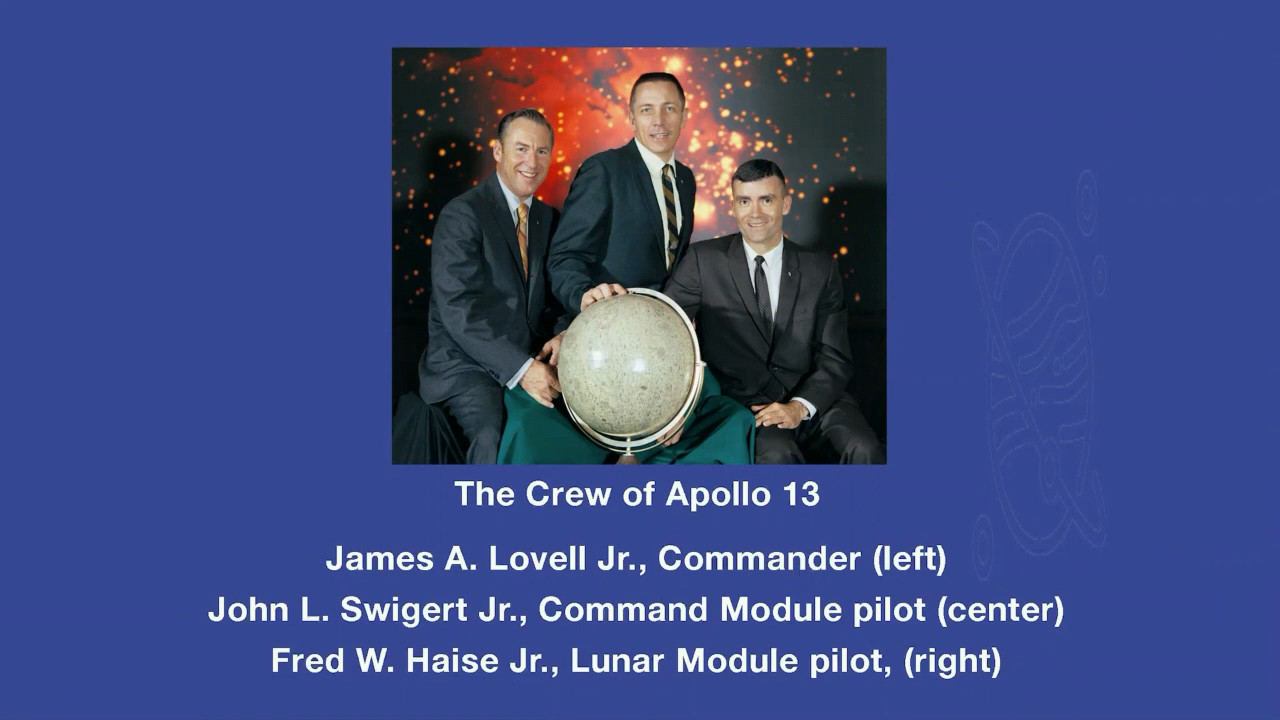 The Crew of Apollo 13
James A. Lovell Jr., Commander (left)
John L. Swigert Jr., Command Module pilot (center)
Fred W. Haise Jr., Lunar Module pilot, (right)